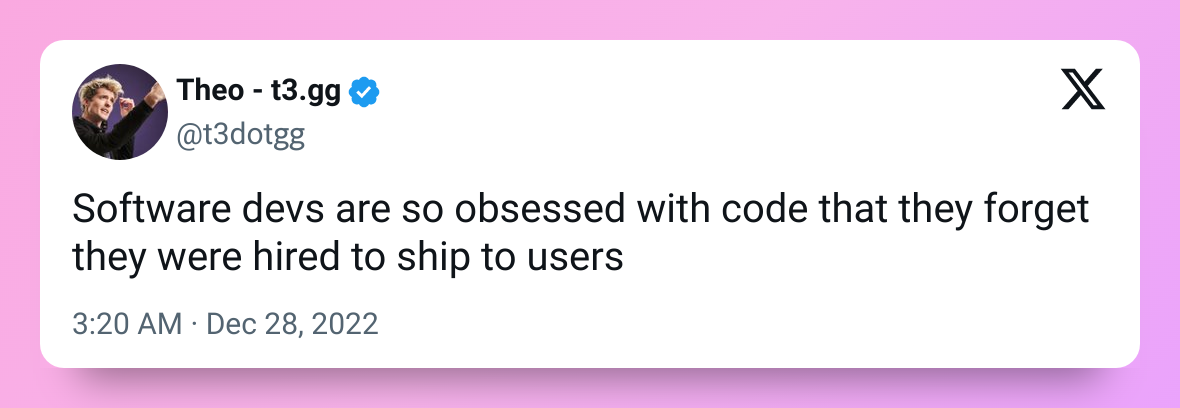 Theo - t3.gg
@t3dotgg
Software devs are so obsessed with code that they forget
they were hired to ship to users
3:20 AM · Dec 28, 2022